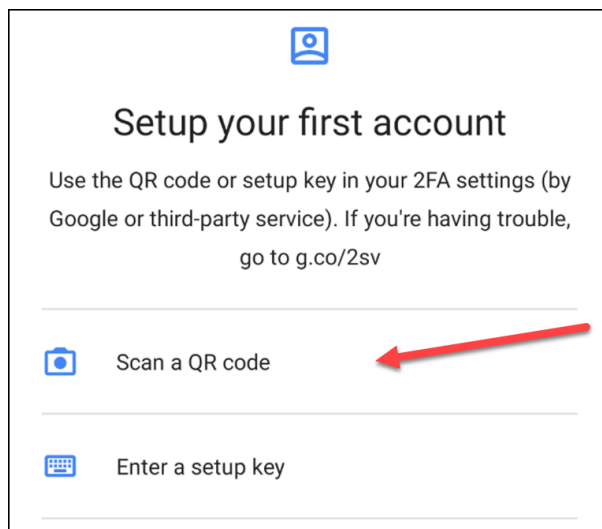 Setup your first account
Use the QR code or setup key in your 2FA settings (by
Google or third-party service). If you're having trouble,
go to g.co/2sv
Scan a QR code
Enter a setup key